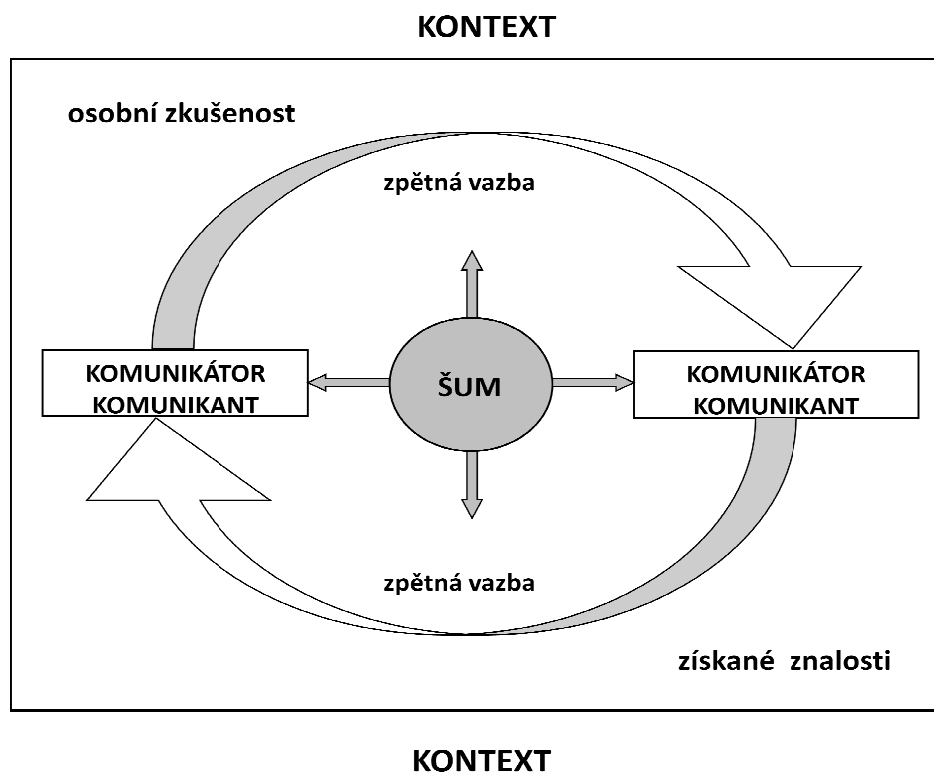 KONTEXT
osobní zkušenost
zpětná vazba
KOMUNIKÁTOR
KOMUNIKANT
ŠUM
KOMUNIKÁTOR
KOMUNIKANT
zpětná vazba
získané znalosti
KONTEXT